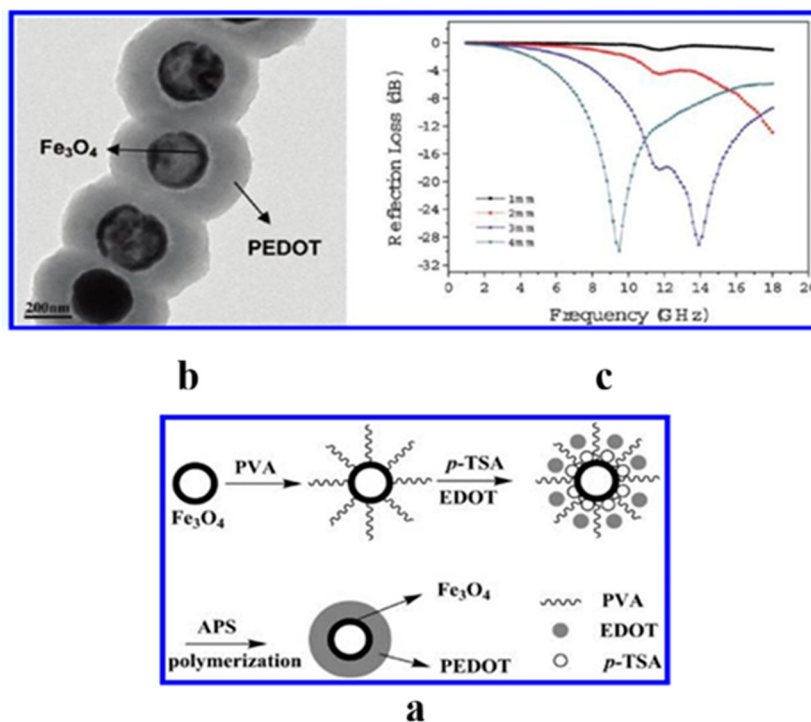 Fe3O4
PEDOT
200nm
Reflection Loss (dB)
0
-4
-8
-12
-16
-20
-24
-28
-32
1mm
2mm
3mm
4mm
0 2 4 6 8 10 12 14 16 18 20
Frequency (GHz)
b
c
Fe3O4
PVA
p-TSA
EDOT
APS
polymerization
Fe3O4
PEDOT
PVA
EDOT
p-TSA
a